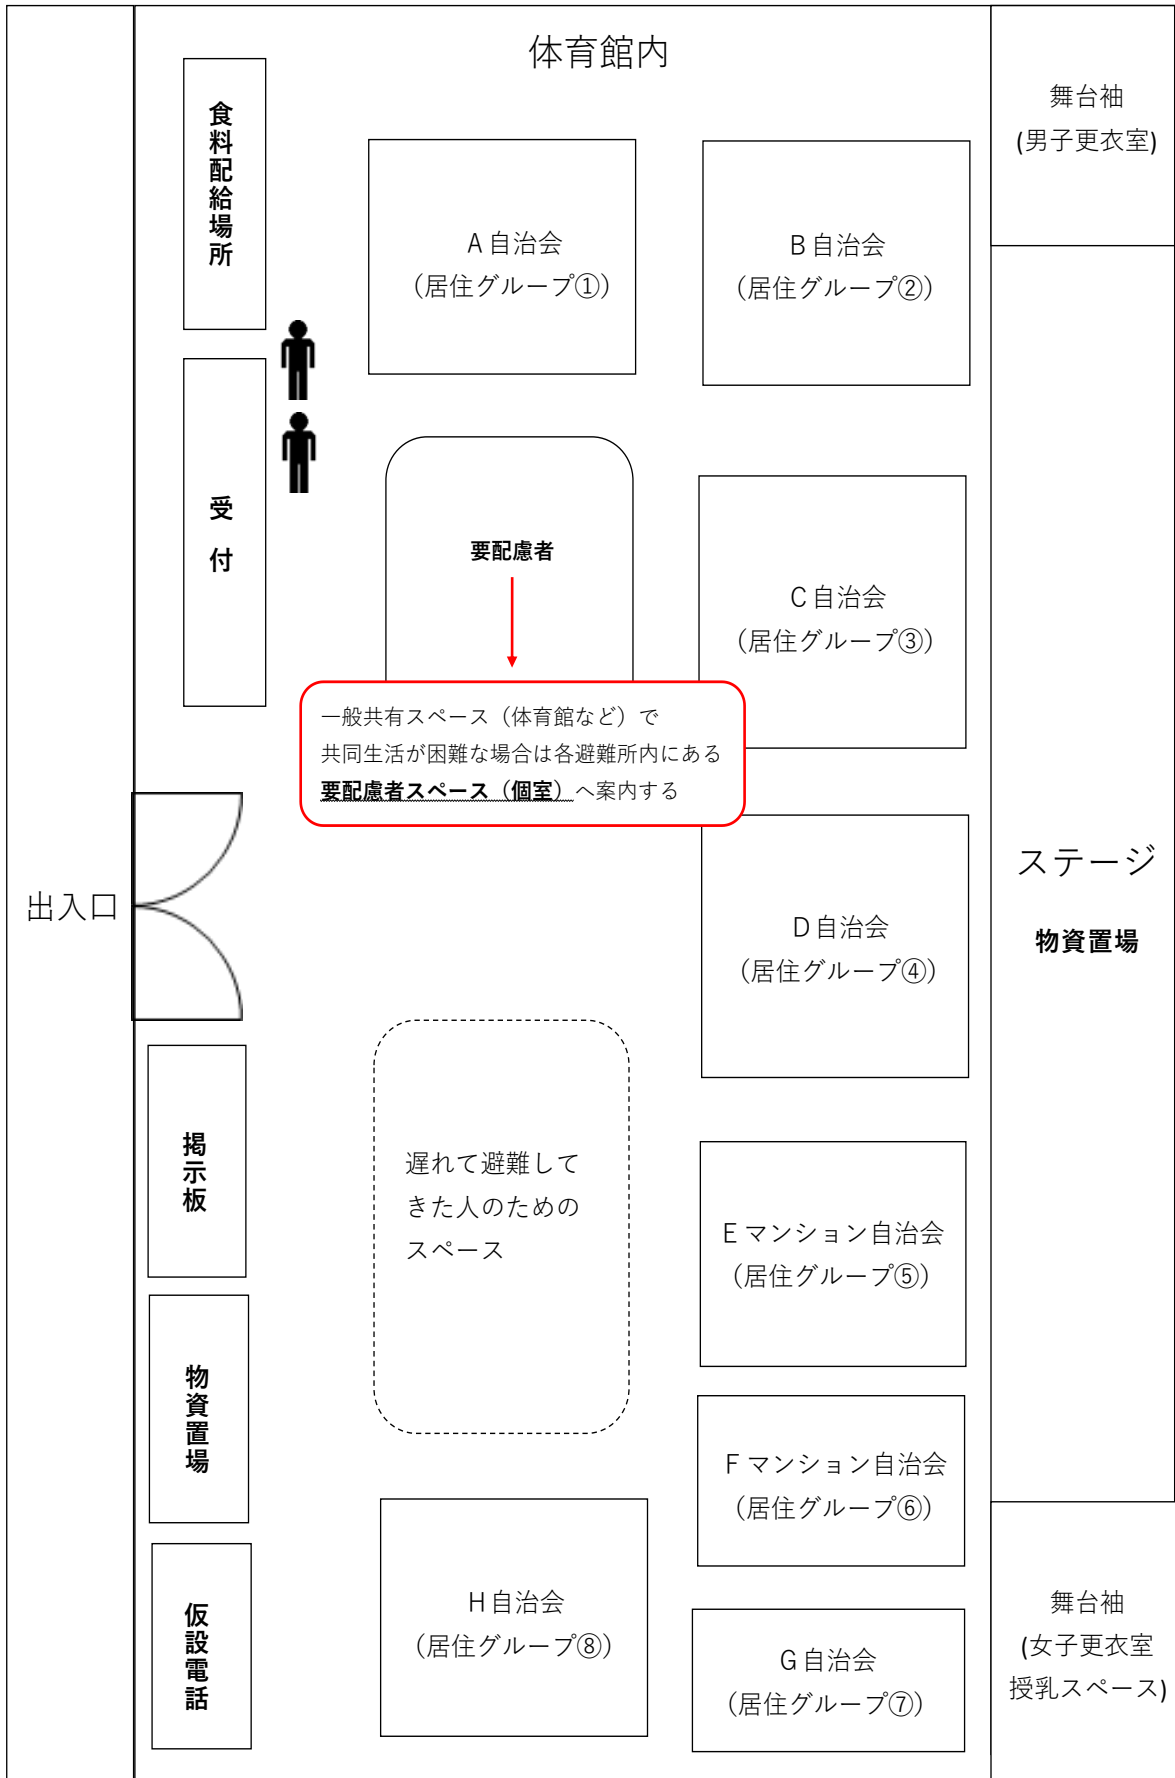 体育館内
食料配給場所
受付
出入口
掲示板
物資置場
仮設電話
A自治会
(居住グループ①)
B自治会
(居住グループ②)
要配慮者
一般共有スペース（体育館など）で
共同生活が困難な場合は各避難所内にある
要配慮者スペース（個室）へ案内する
C自治会
(居住グループ③)
D自治会
(居住グループ④)
遅れて避難して
きた人のための
スペース
Eマンション自治会
(居住グループ⑤)
Fマンション自治会
(居住グループ⑥)
H自治会
(居住グループ⑧)
G自治会
(居住グループ⑦)
舞台袖
(男子更衣室)
ステージ
物資置場
舞台袖
(女子更衣室
授乳スペース)